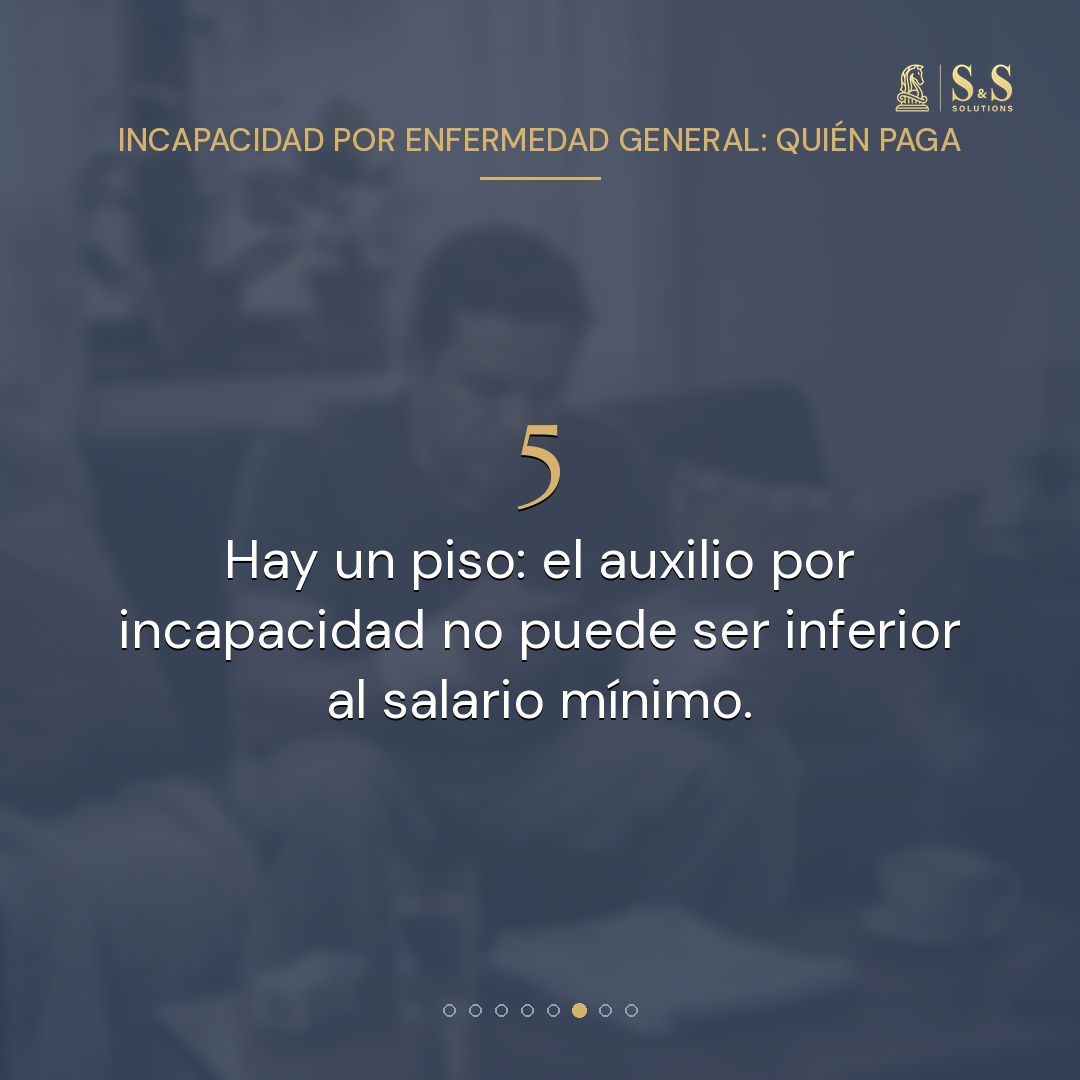 S&S
SOLUTIONS
INCAPACIDAD POR ENFERMEDAD GENERAL: QUIÉN PAGA
5
Hay un piso: el auxilio por
incapacidad no puede ser inferior
al salario mínimo.